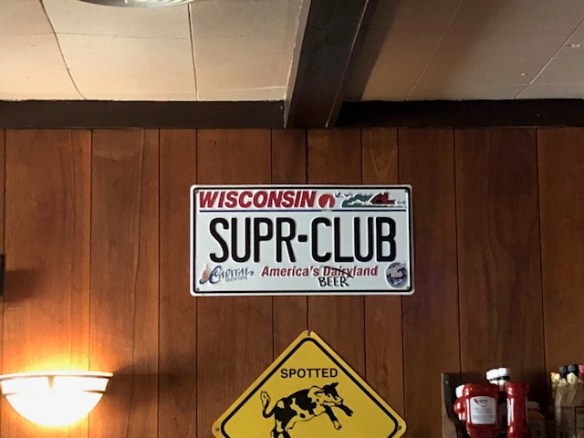 WISCONSIN
SUPR-CLUB
CAPITAL
America's Dairyland
BEER
SPOTTED